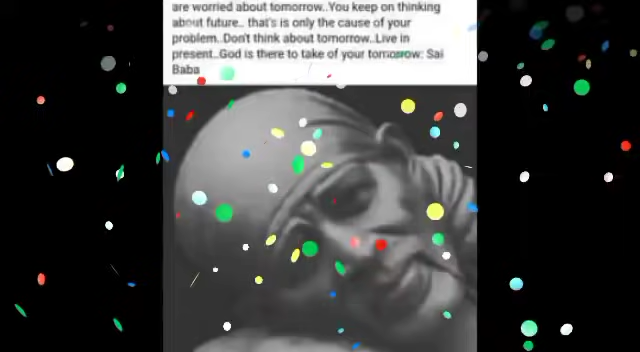 are worried about tomorrow..You keep on thinking
about future.. that's is only the cause of your
problem..Don't think about tomorrow..Live in
present..God is there to take of your tomorrow: Sai
Baba